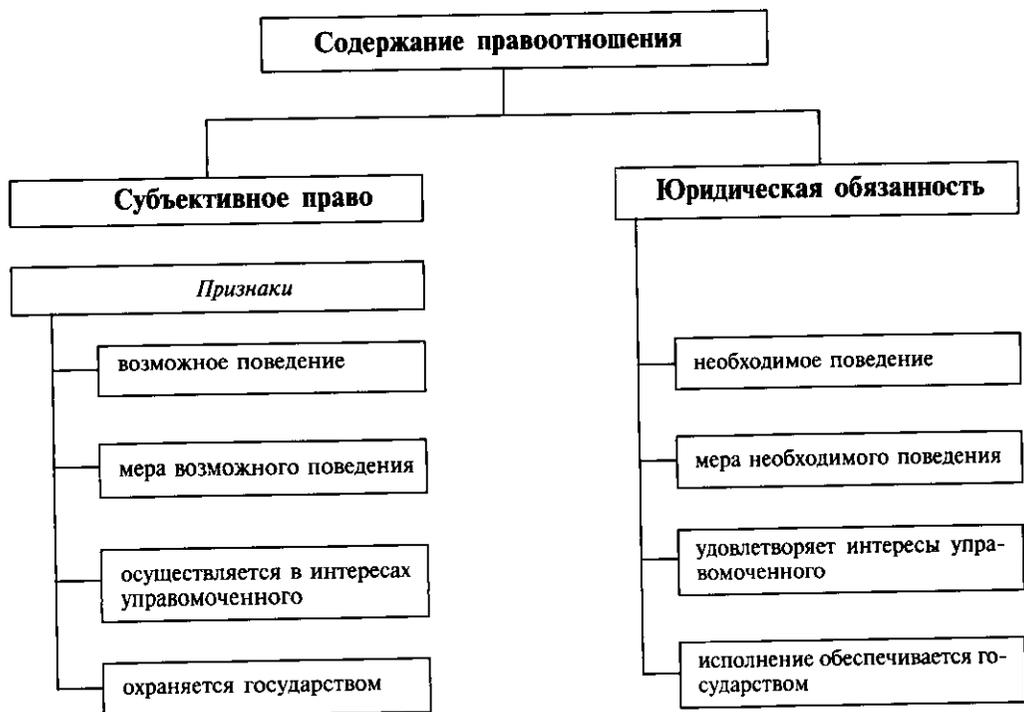 Содержание правоотношения
Субъективное право
Признаки
возможное поведение
мера возможного поведения
осуществляется в интересах
управомоченного
охраняется государством
Юридическая обязанность
необходимое поведение
мера необходимого поведения
удовлетворяет интересы упра-
вомоченного
исполнение обеспечивается го-
сударством